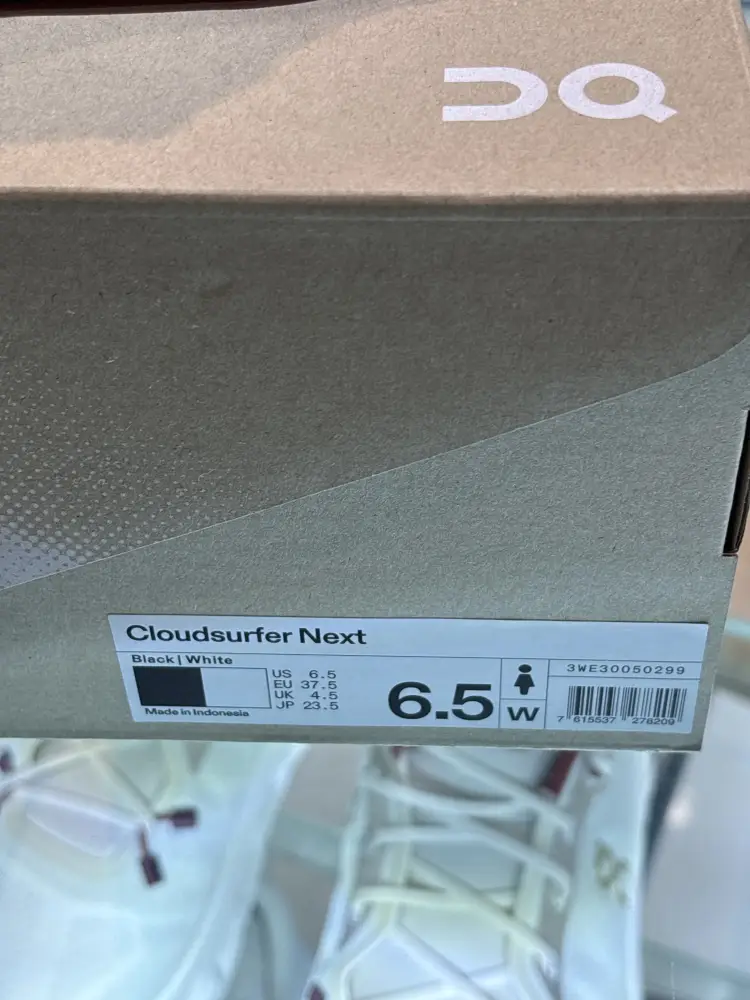 On
Cloudsurfer Next
Black | White
US 6.5
EU 37.5
UK 4.5
JP 23.5
Made in Indonesia
6.5
W
3WE30050299
7 615537 278209